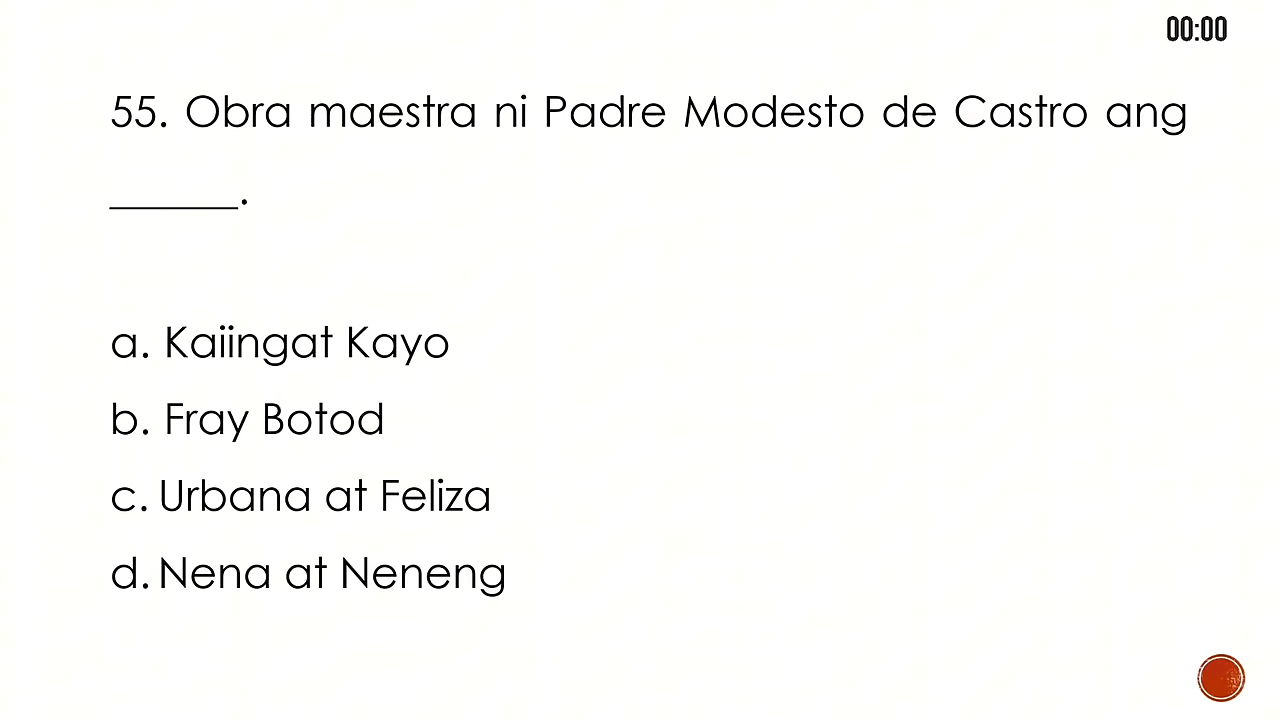 00:00
55. Obra maestra ni Padre Modesto de Castro ang
______.
a. Kaiingat Kayo
b. Fray Botod
c. Urbana at Feliza
d. Nena at Neneng